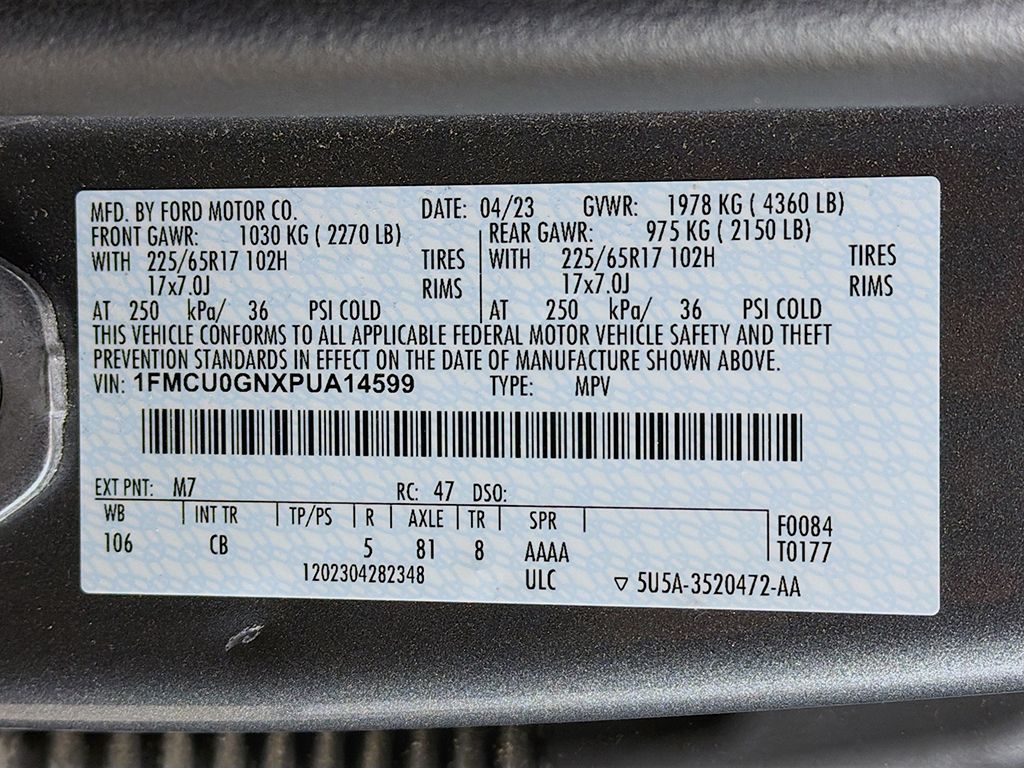 MFD. BY FORD MOTOR CO. DATE: 04/23 GVWR: 1978 KG ( 4360 LB)
FRONT GAWR: 1030 KG ( 2270 LB) REAR GAWR: 975 KG ( 2150 LB)
WITH 225/65R17 102H TIRES WITH 225/65R17 102H TIRES
17x7.0J RIMS 17x7.0J RIMS
AT 250 kPa/ 36 PSI COLD AT 250 kPa/ 36 PSI COLD
THIS VEHICLE CONFORMS TO ALL APPLICABLE FEDERAL MOTOR VEHICLE SAFETY AND THEFT
PREVENTION STANDARDS IN EFFECT ON THE DATE OF MANUFACTURE SHOWN ABOVE.
VIN: 1FMCU0GNXPUA14599 TYPE: MPV
EXT PNT: M7 RC: 47 DSO:
WB INT TR TP/PS R AXLE TR SPR F0084
106 CB 5 81 8 AAAA T0177
1202304282348 ULC ▽ 5U5A-3520472-AA